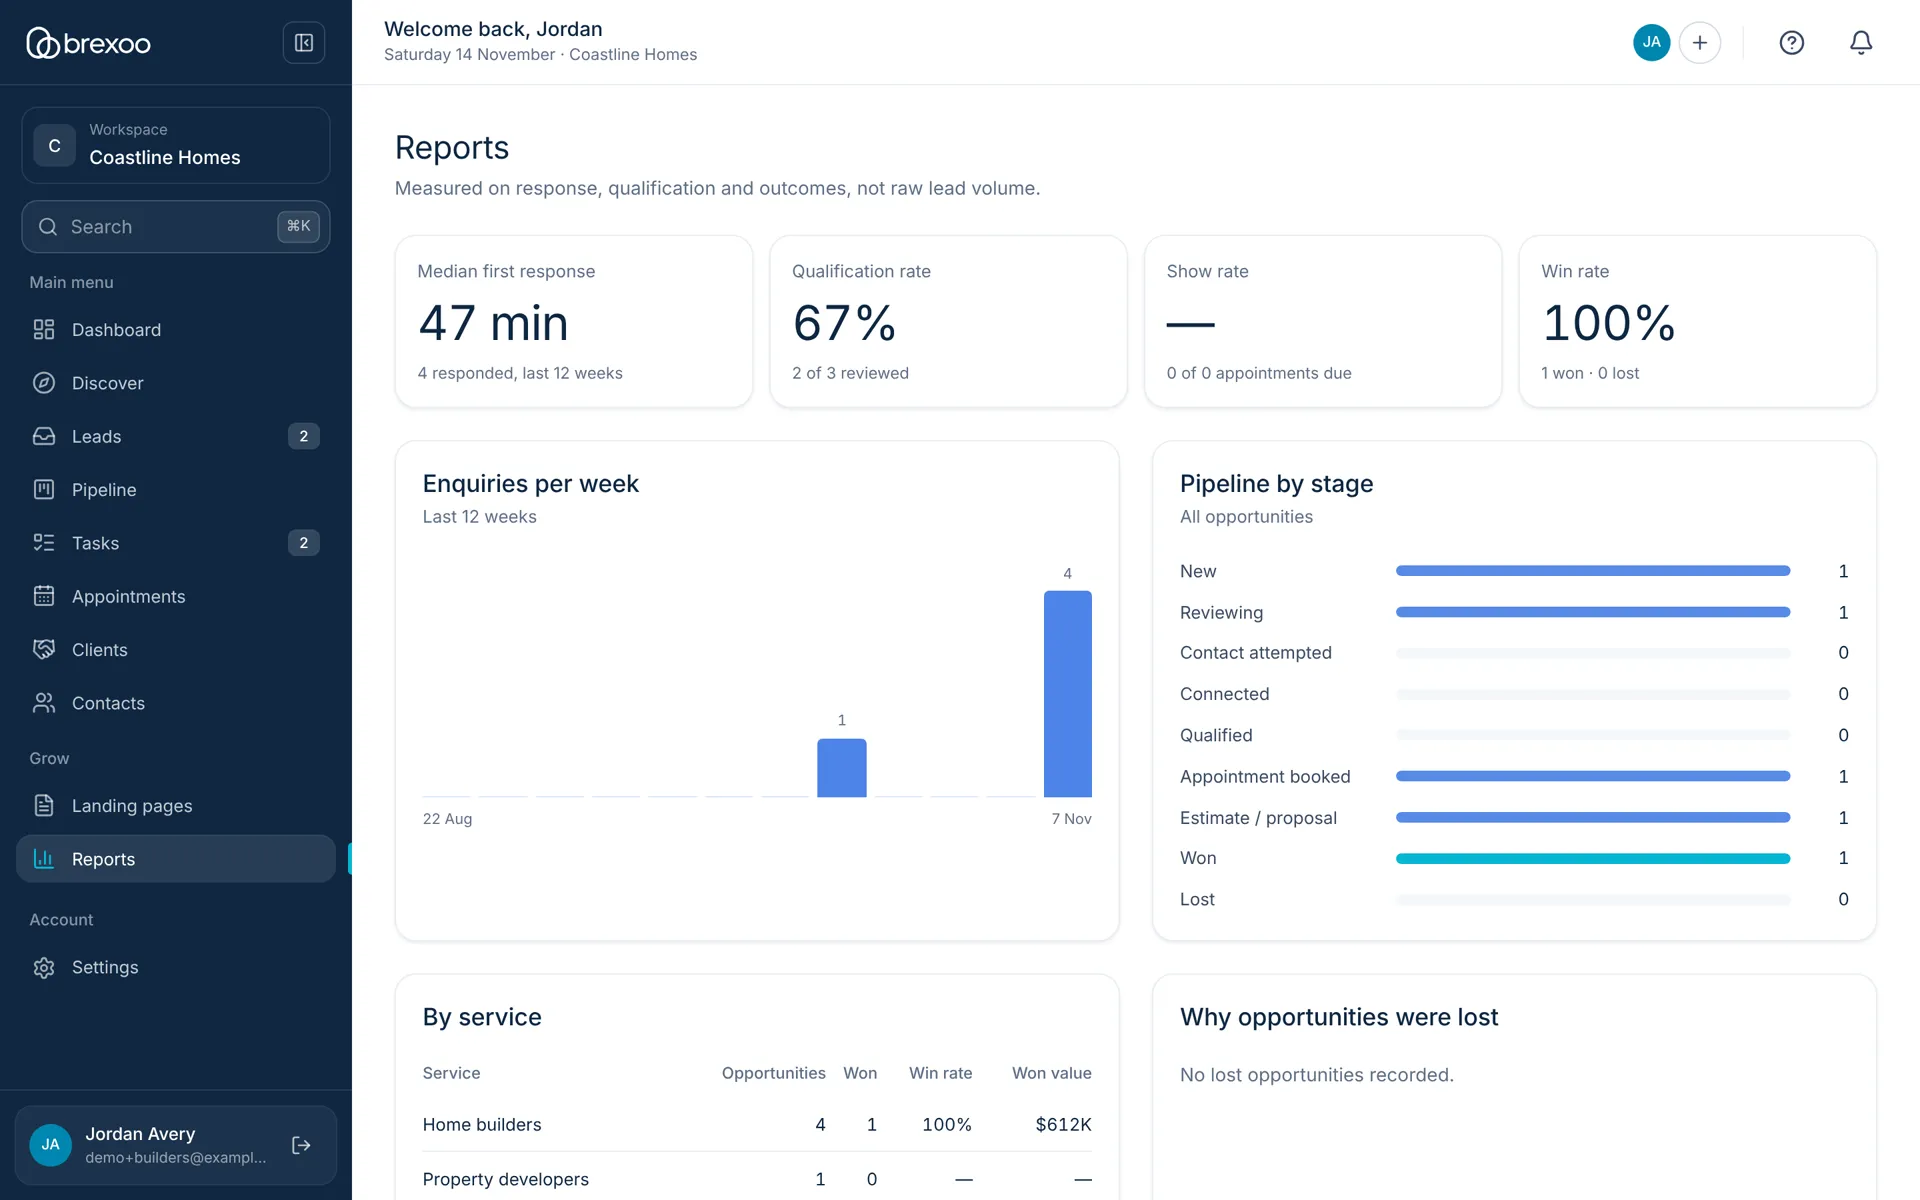 brexoo
Workspace
C
Coastline Homes
Search
⌘K
Main menu
Dashboard
Discover
Leads
2
Pipeline
Tasks
2
Appointments
Clients
Contacts
Grow
Landing pages
Reports
Account
Settings
JA
Jordan Avery
demo+builders@exampl...
Welcome back, Jordan
Saturday 14 November · Coastline Homes
JA
Reports
Measured on response, qualification and outcomes, not raw lead volume.
Median first response
47 min
4 responded, last 12 weeks
Qualification rate
67%
2 of 3 reviewed
Show rate
—
0 of 0 appointments due
Win rate
100%
1 won · 0 lost
Enquiries per week
Last 12 weeks
4
1
22 Aug
7 Nov
Pipeline by stage
All opportunities
New 1
Reviewing 1
Contact attempted 0
Connected 0
Qualified 0
Appointment booked 1
Estimate / proposal 1
Won 1
Lost 0
By service
Service Opportunities Won Win rate Won value
Home builders 4 1 100% $612K
Property developers 1 0 — —
Why opportunities were lost
No lost opportunities recorded.